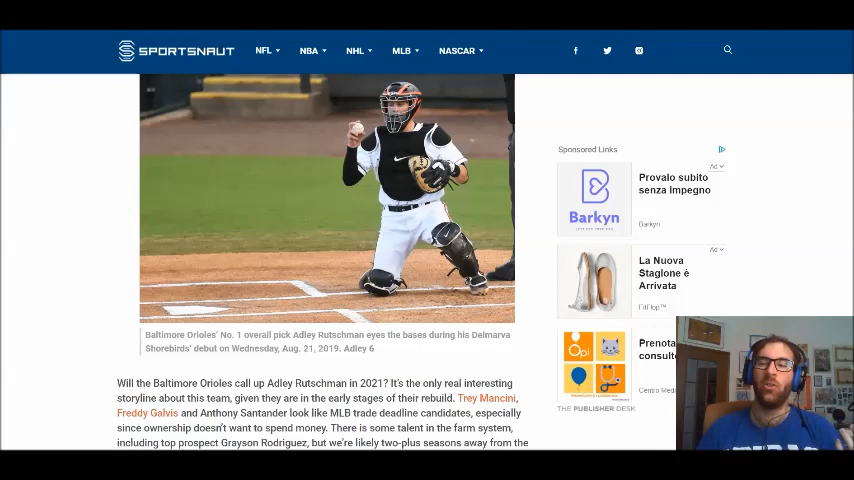 SPORTSNAUT
NFL
NBA
NHL
MLB
NASCAR
Sponsored Links
Ad
Provalo subito
senza impegno
Barkyn
Barkyn
Ad
La Nuova
Stagione é
Arrivata
FitFlop™
Opi
Prenota
consulto
Centro Medi
THE PUBLISHER DESK
Baltimore Orioles' No. 1 overall pick Adley Rutschman eyes the bases during his Delmarva
Shorebirds' debut on Wednesday, Aug. 21, 2019. Adley 6
Will the Baltimore Orioles call up Adley Rutschman in 2021? It's the only real interesting
storyline about this team, given they are in the early stages of their rebuild. Trey Mancini,
Freddy Galvis and Anthony Santander look like MLB trade deadline candidates, especially
since ownership doesn't want to spend money. There is some talent in the farm system,
including top prospect Grayson Rodriguez, but we're likely two-plus seasons away from the